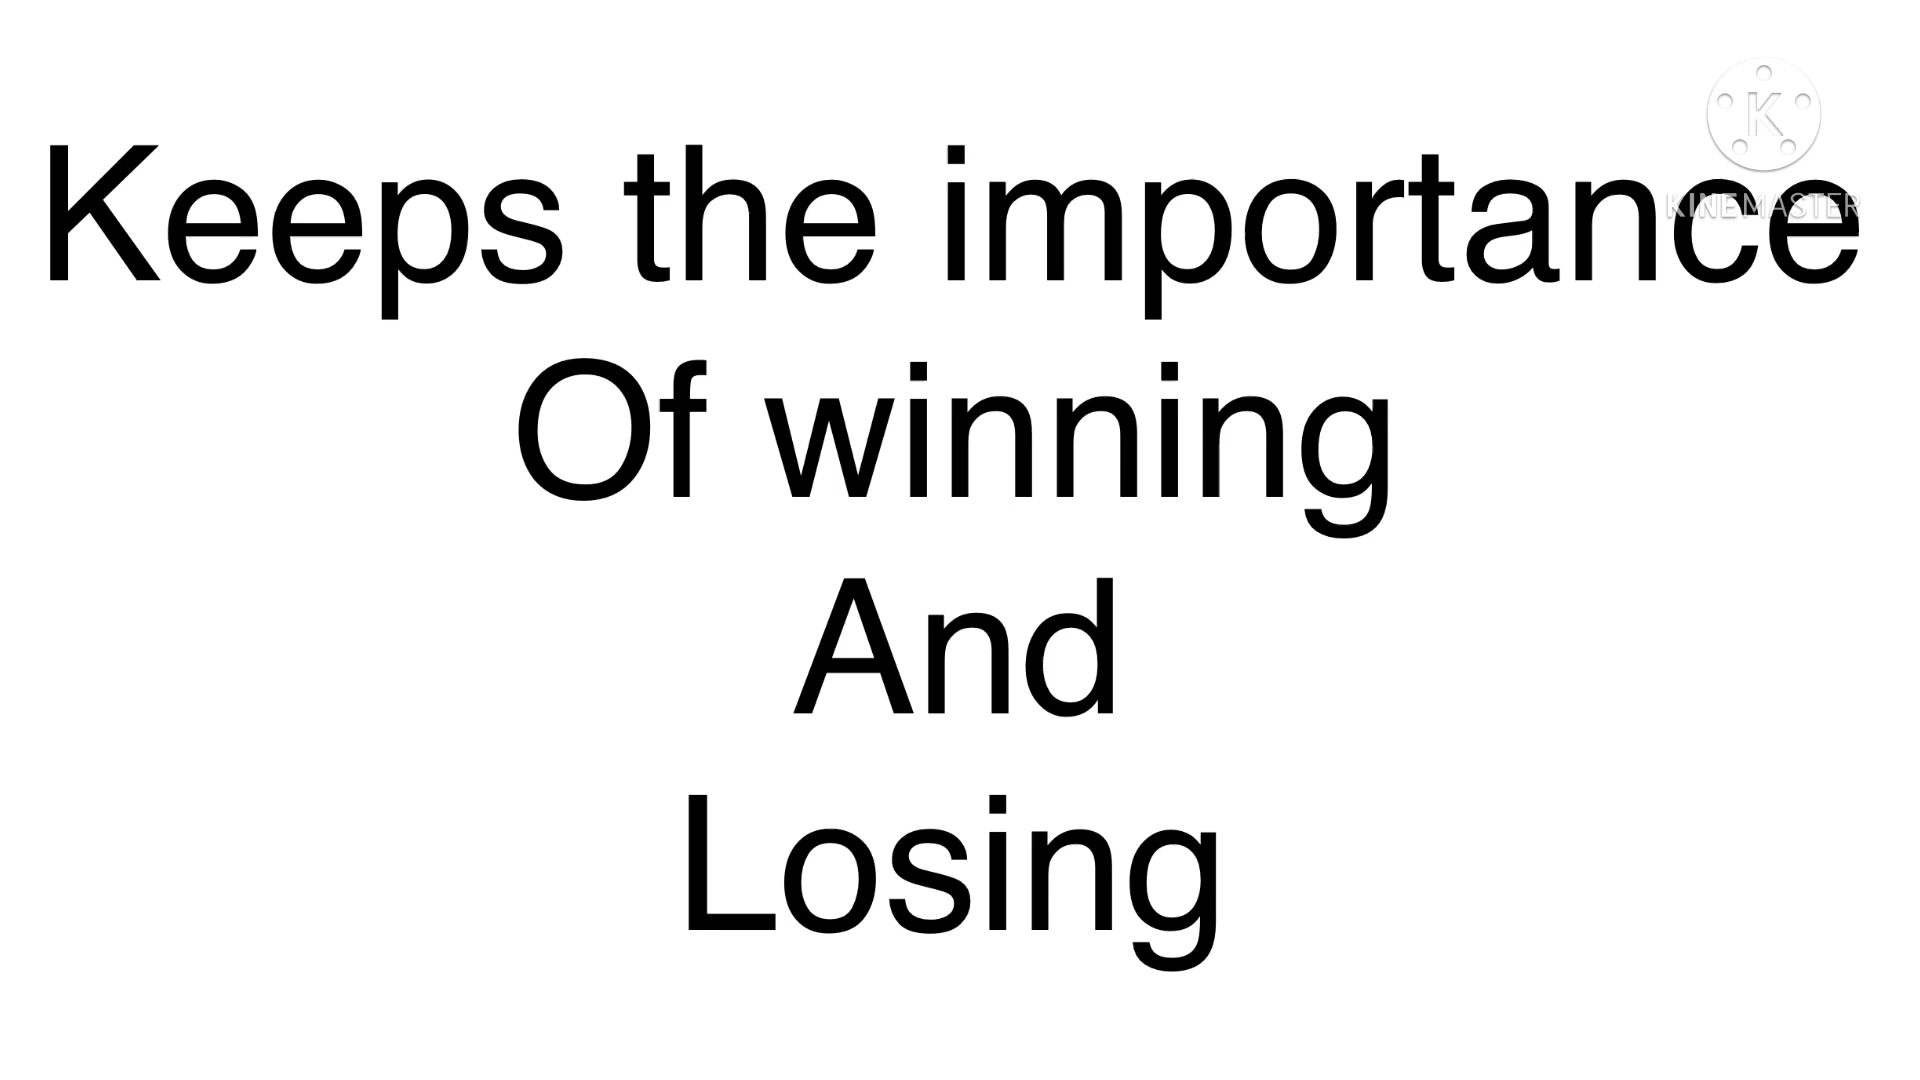 K
KINEMASTER
Keeps the importance
Of winning
And
Losing